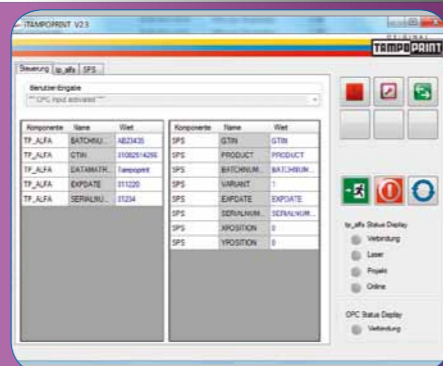 iTAMPOPRINT V2.3
ORIGINAL
TAMPOPRINT
Steuerung tp_alfa SPS
Benutzer-Eingabe
*** OPC input activated ***
Komponente Name Wert
TP_ALFA BATCHNU... AB23435
TP_ALFA GTIN 01082514256
TP_ALFA DATAMATR... Tampoprint
TP_ALFA EXPDATE 011220
TP_ALFA SERIALNU... 01234
Komponente Name Wert
SPS GTIN GTIN
SPS PRODUCT PRODUCT
SPS BATCHNUM... BATCHNUM...
SPS VARIANT 1
SPS EXPDATE EXPDATE
SPS SERIALNUM... SERIALNUM...
SPS XPOSITION 0
SPS YPOSITION 0
tp_alfa Status Display
Verbindung
Laser
Projekt
Online
OPC Status Display
Verbindung